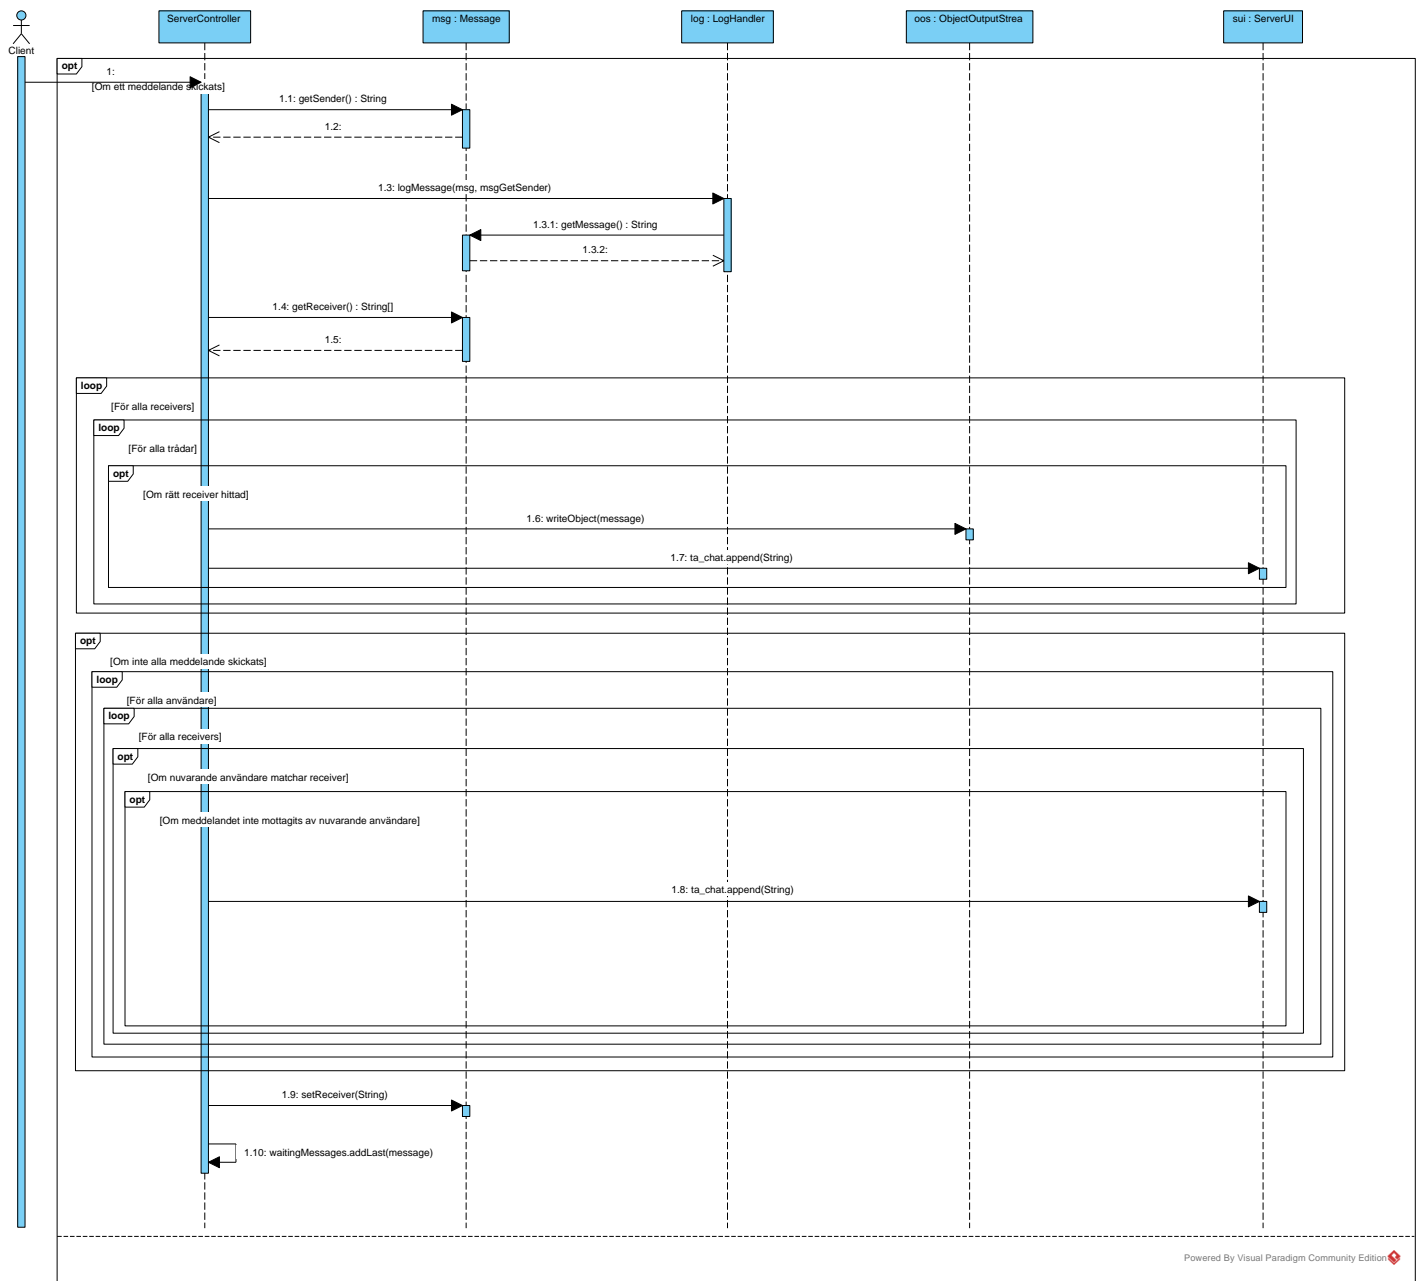 ServerController
msg : Message
log : LogHandler
oos : ObjectOutputStrea
sui : ServerUI
Client
opt
1:
[Om ett meddelande skickats]
1.1: getSender() : String
1.2:
1.3: logMessage(msg, msgGetSender)
1.3.1: getMessage() : String
1.3.2:
1.4: getReceiver() : String[]
1.5:
loop
[För alla receivers]
loop
[För alla trådar]
opt
[Om rätt receiver hittad]
1.6: writeObject(message)
1.7: ta_chat.append(String)
opt
[Om inte alla meddelande skickats]
loop
[För alla användare]
loop
[För alla receivers]
opt
[Om nuvarande användare matchar receiver]
opt
[Om meddelandet inte mottagits av nuvarande användare]
1.8: ta_chat.append(String)
1.9: setReceiver(String)
1.10: waitingMessages.addLast(message)
Powered By Visual Paradigm Community Edition